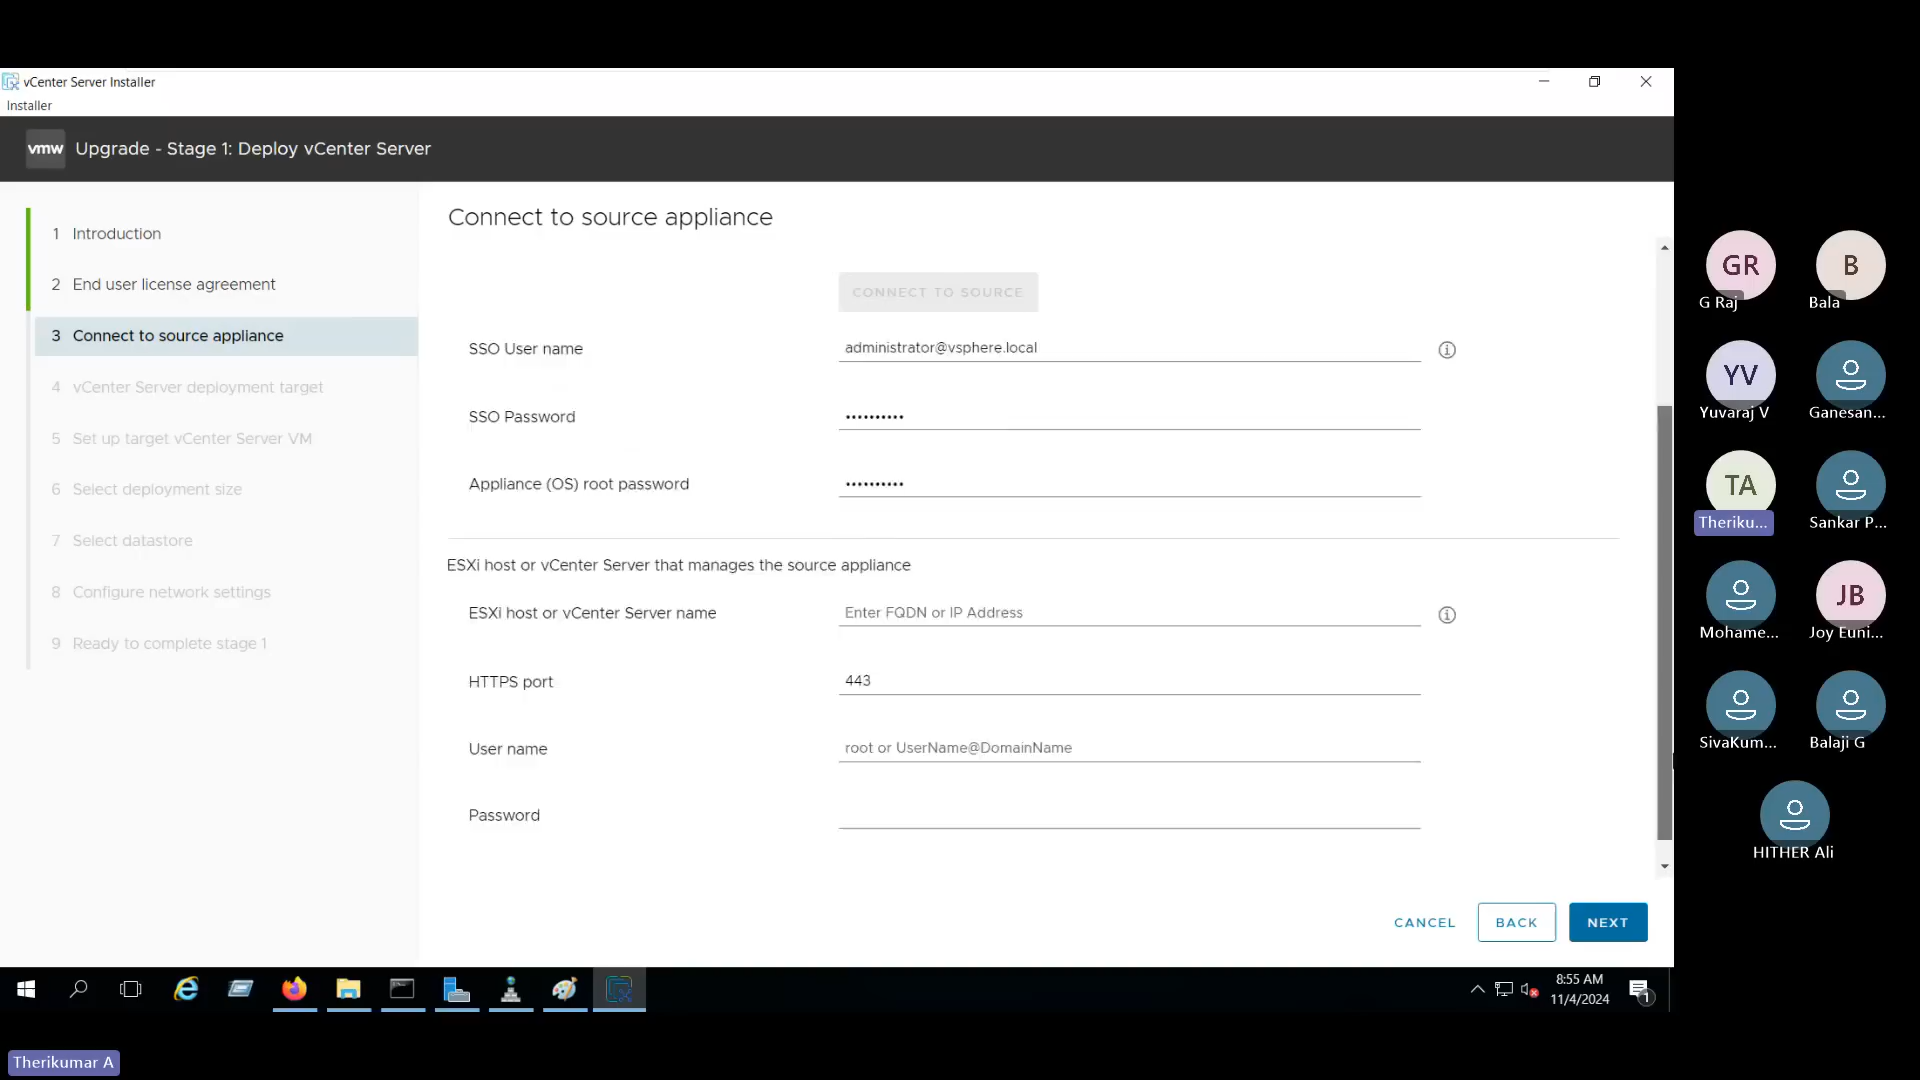 vCenter Server Installer
Installer
vmw Upgrade - Stage 1: Deploy vCenter Server
1 Introduction
2 End user license agreement
3 Connect to source appliance
4 vCenter Server deployment target
5 Set up target vCenter Server VM
6 Select deployment size
7 Select datastore
8 Configure network settings
9 Ready to complete stage 1
Connect to source appliance
CONNECT TO SOURCE
SSO User name administrator@vsphere.local
SSO Password ••••••••••
Appliance (OS) root password ••••••••••
ESXi host or vCenter Server that manages the source appliance
ESXi host or vCenter Server name Enter FQDN or IP Address
HTTPS port 443
User name root or UserName@DomainName
Password
CANCEL BACK NEXT
8:55 AM
11/4/2024
1
GR B
G Raj Bala
YV
Yuvaraj V Ganesan...
TA
Theriku... Sankar P...
JB
Mohame... Joy Euni...
SivaKum... Balaji G
HITHER Ali
Therikumar A